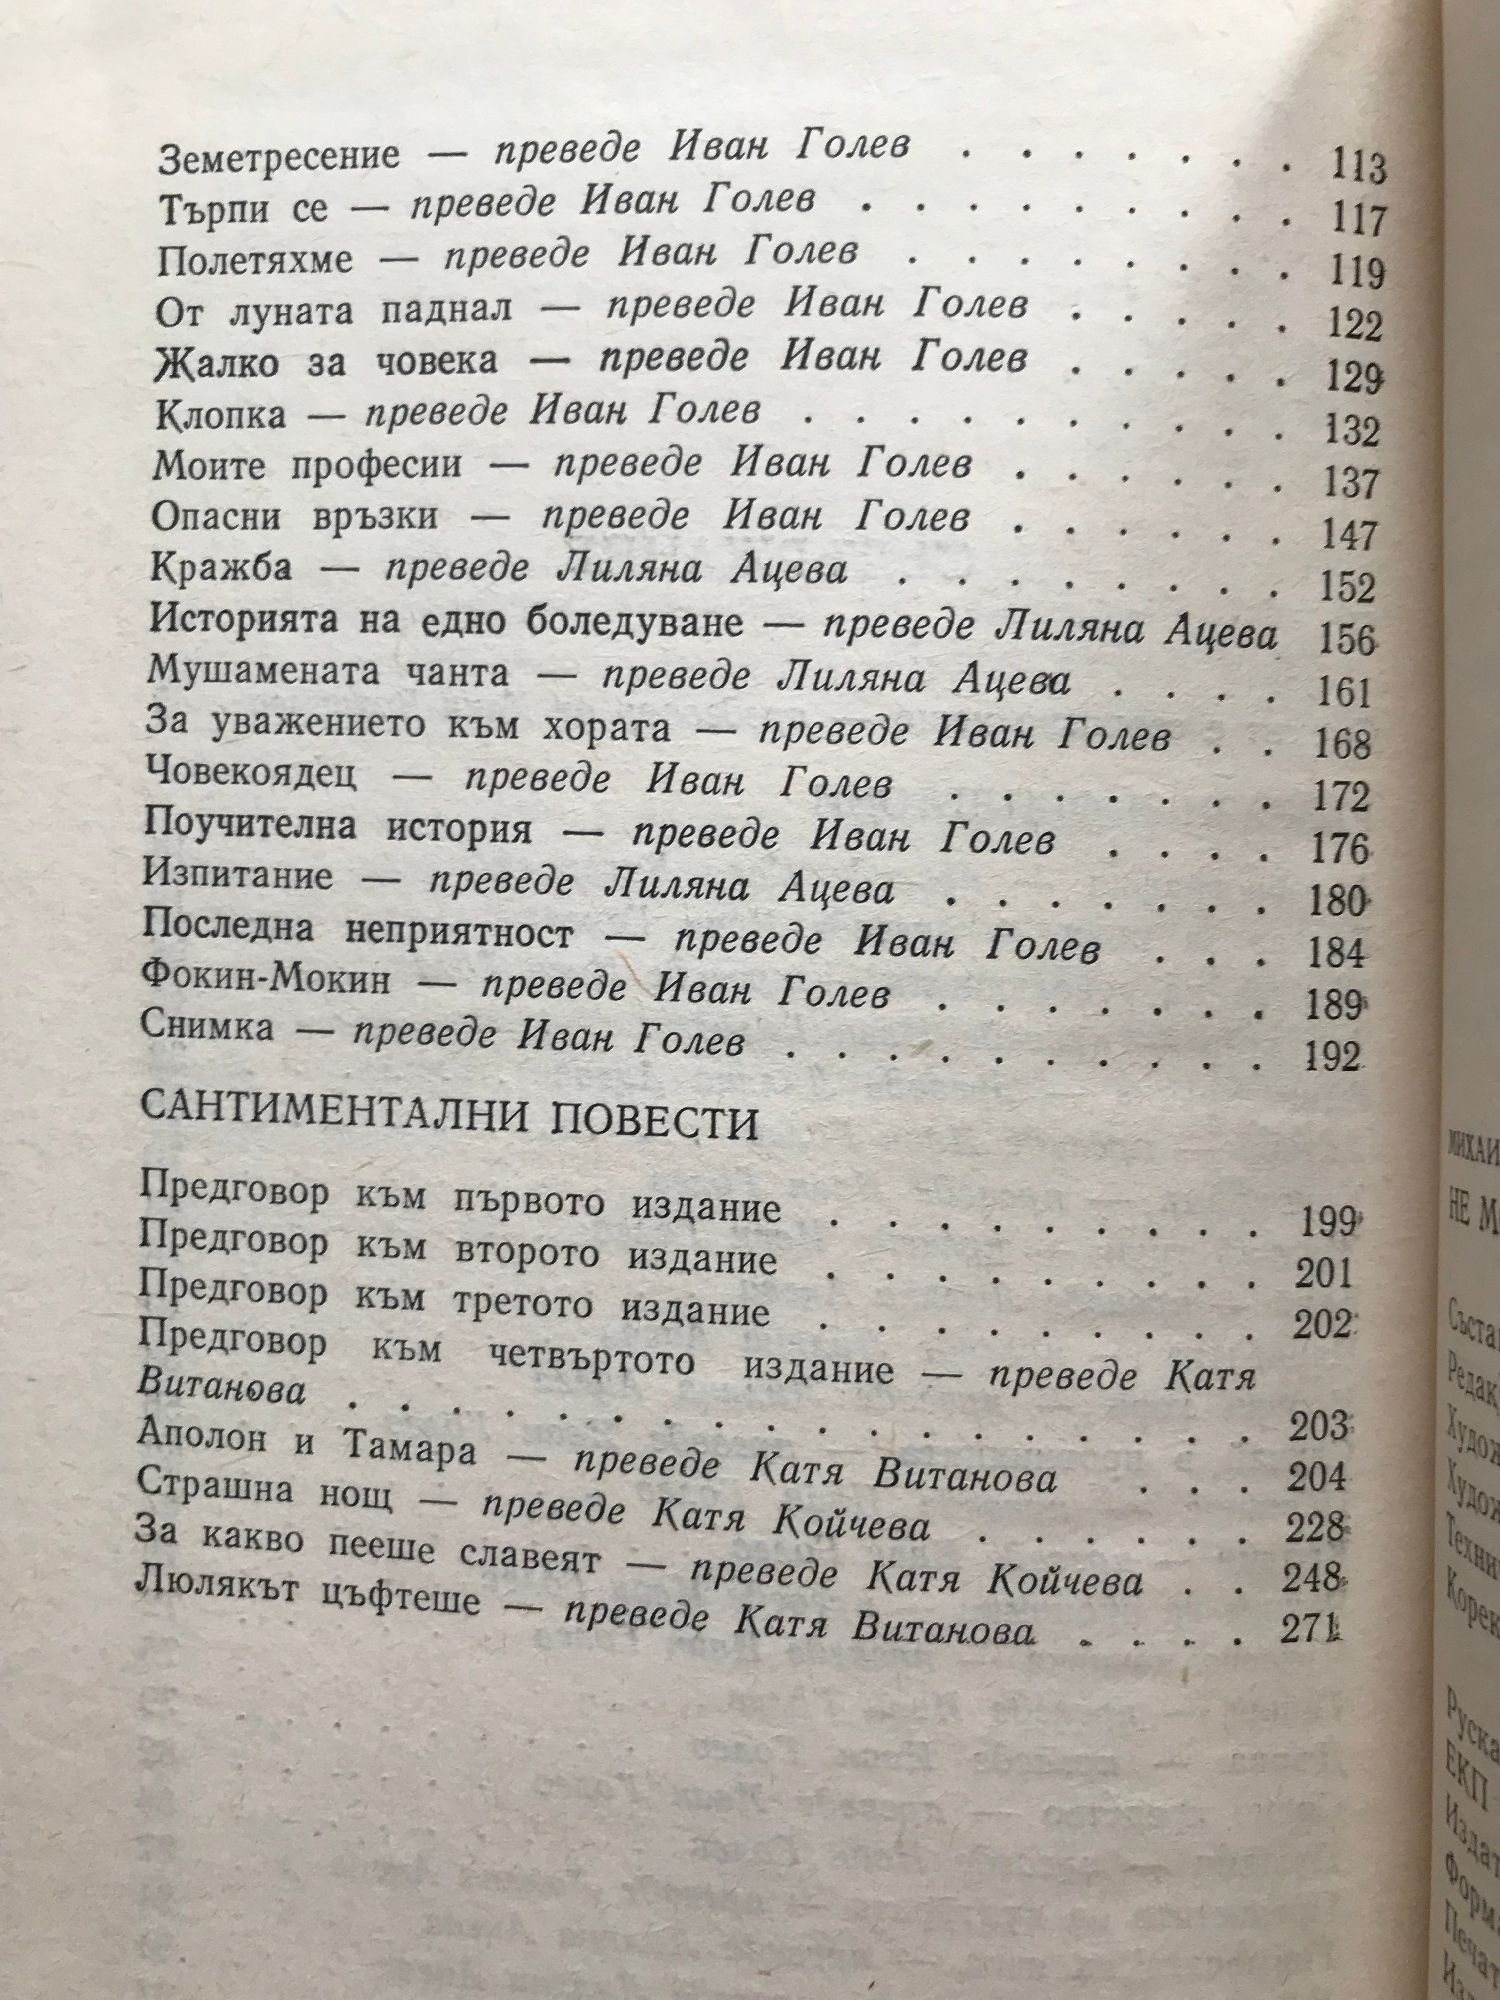 Земетресение — преведе Иван Голев . . . . . . . 113
Търпи се — преведе Иван Голев . . . . . . . . . 117
Полетяхме — преведе Иван Голев . . . . . . . . 119
От луната паднал — преведе Иван Голев . . . . . 122
Жалко за човека — преведе Иван Голев . . . . . 129
Клопка — преведе Иван Голев . . . . . . . . . . 132
Моите професии — преведе Иван Голев . . . . . . 137
Опасни връзки — преведе Иван Голев . . . . . . 147
Кражба — преведе Лиляна Ацева . . . . . . . . 152
Историята на едно боледуване — преведе Лиляна Ацева 156
Мушамената чанта — преведе Лиляна Ацева . . . . 161
За уважението към хората — преведе Иван Голев . . 168
Човекоядец — преведе Иван Голев . . . . . . . 172
Поучителна история — преведе Иван Голев . . . . 176
Изпитание — преведе Лиляна Ацева . . . . . . . 180
Последна неприятност — преведе Иван Голев . . . 184
Фокин-Мокин — преведе Иван Голев . . . . . . . 189
Снимка — преведе Иван Голев . . . . . . . . . . 192
САНТИМЕНТАЛНИ ПОВЕСТИ
Предговор към първото издание . . . . . . . . . 199
Предговор към второто издание . . . . . . . . . 201
Предговор към третото издание . . . . . . . . . 202
Предговор към четвъртото издание — преведе Катя
Витанова . . . . . . . . . . . . . . . . . . 203
Аполон и Тамара — преведе Катя Витанова . . . 204
Страшна нощ — преведе Катя Койчева . . . . . . 228
За какво пееше славеят — преведе Катя Койчева . . 248
Люлякът цъфтеше — преведе Катя Витанова . . . . 271
НЕ
ЕКП